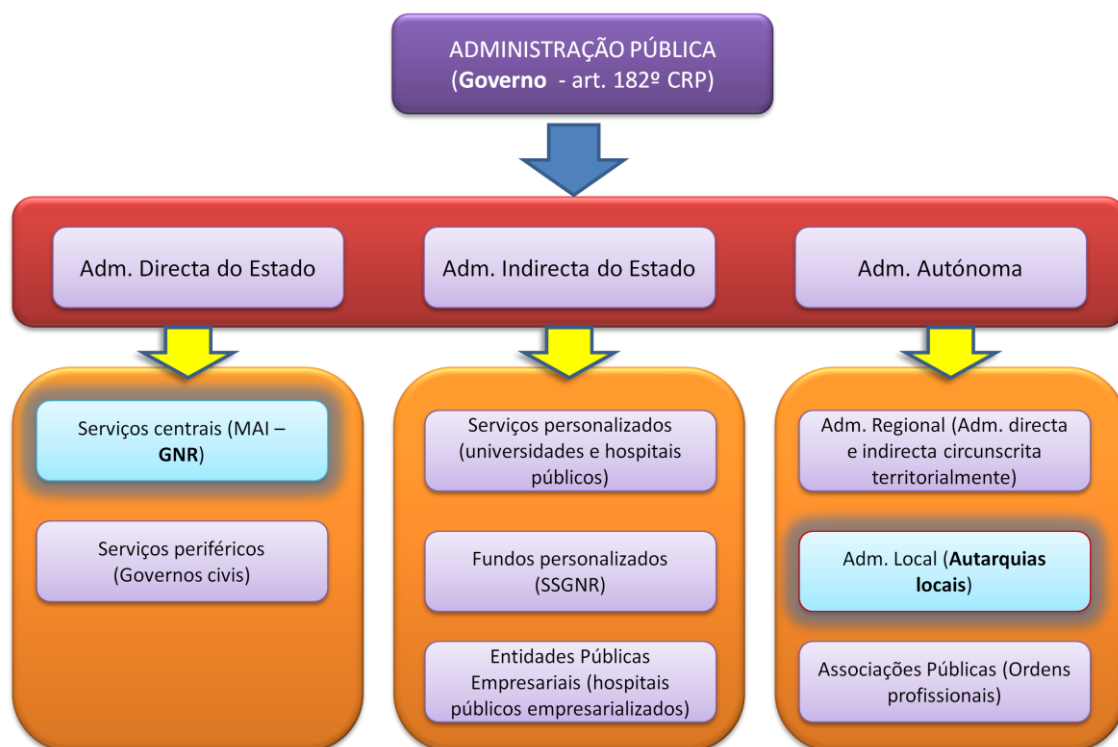 ADMINISTRAÇÃO PÚBLICA
(Governo - art. 182º CRP)
Adm. Directa do Estado
Adm. Indirecta do Estado
Adm. Autónoma
Serviços centrais (MAI –
GNR)
Serviços periféricos
(Governos civis)
Serviços personalizados
(universidades e hospitais
públicos)
Fundos personalizados
(SSGNR)
Entidades Públicas
Empresariais (hospitais
públicos empresarializados)
Adm. Regional (Adm. directa
e indirecta circunscrita
territorialmente)
Adm. Local (Autarquias
locais)
Associações Públicas (Ordens
profissionais)